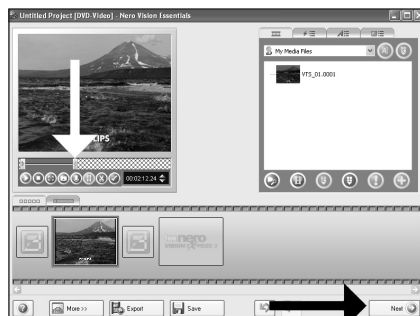 Untitled Project [DVD-Video] - Nero Vision Essentials
My Media Files
VTS_01.0001
00:02:12.24
nero
More >>
Export
Save
Next